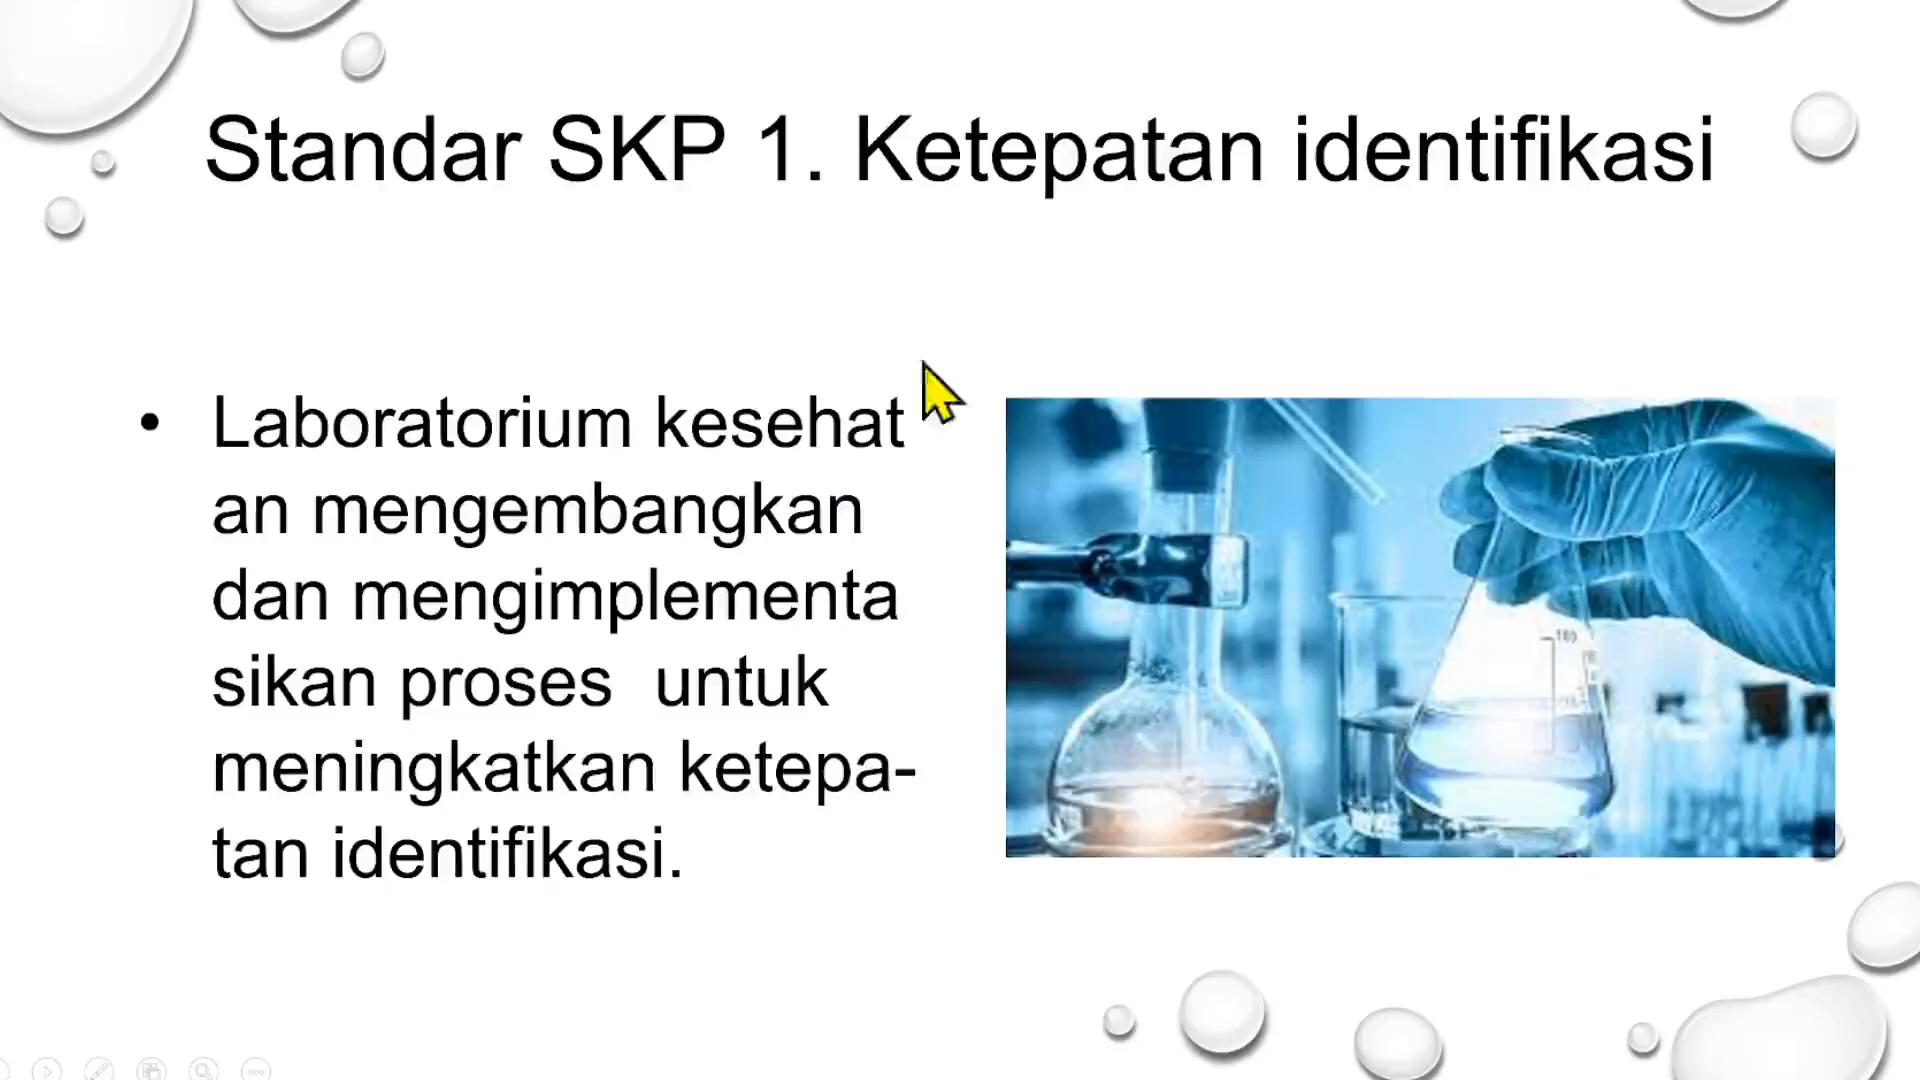 Standar SKP 1. Ketepatan identifikasi
• Laboratorium kesehat
an mengembangkan
dan mengimplementa
sikan proses  untuk
meningkatkan ketepa-
tan identifikasi.